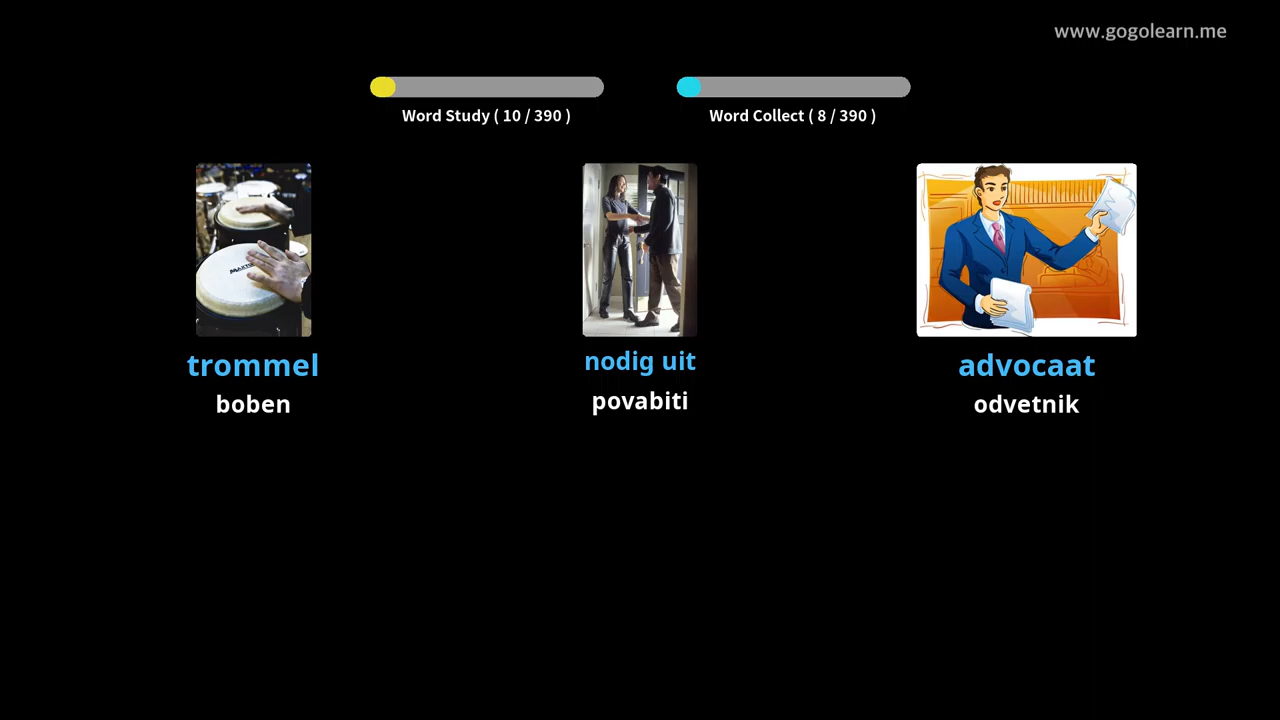 www.gogolearn.me
Word Study ( 10 / 390 )
Word Collect ( 8 / 390 )
trommel
boben
nodig uit
povabiti
advocaat
odvetnik